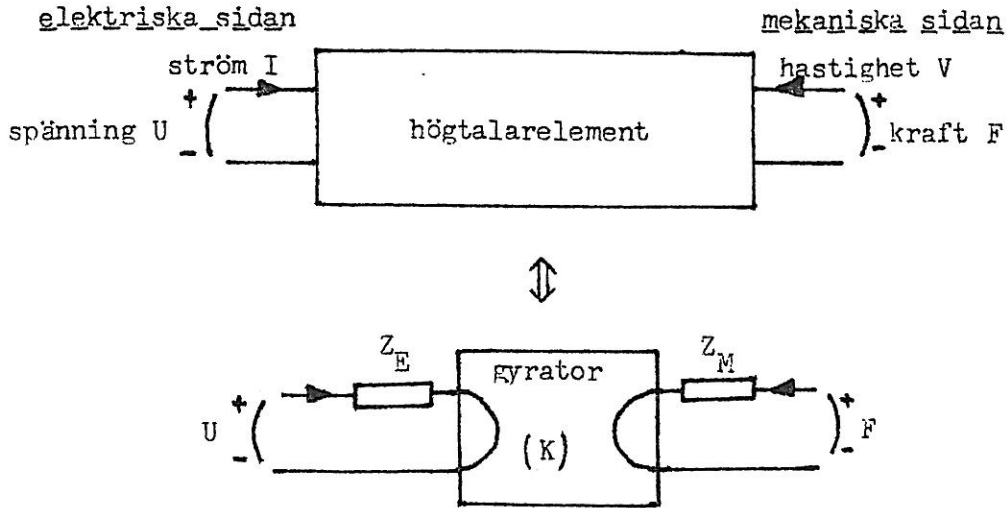 elektriska sidan
mekaniska sidan
ström I
hastighet V
+
+
spänning U
högtalarelement
kraft F
-
-
⇕
Z_E
gyrator
Z_M
+
+
U
(K)
F
-
-